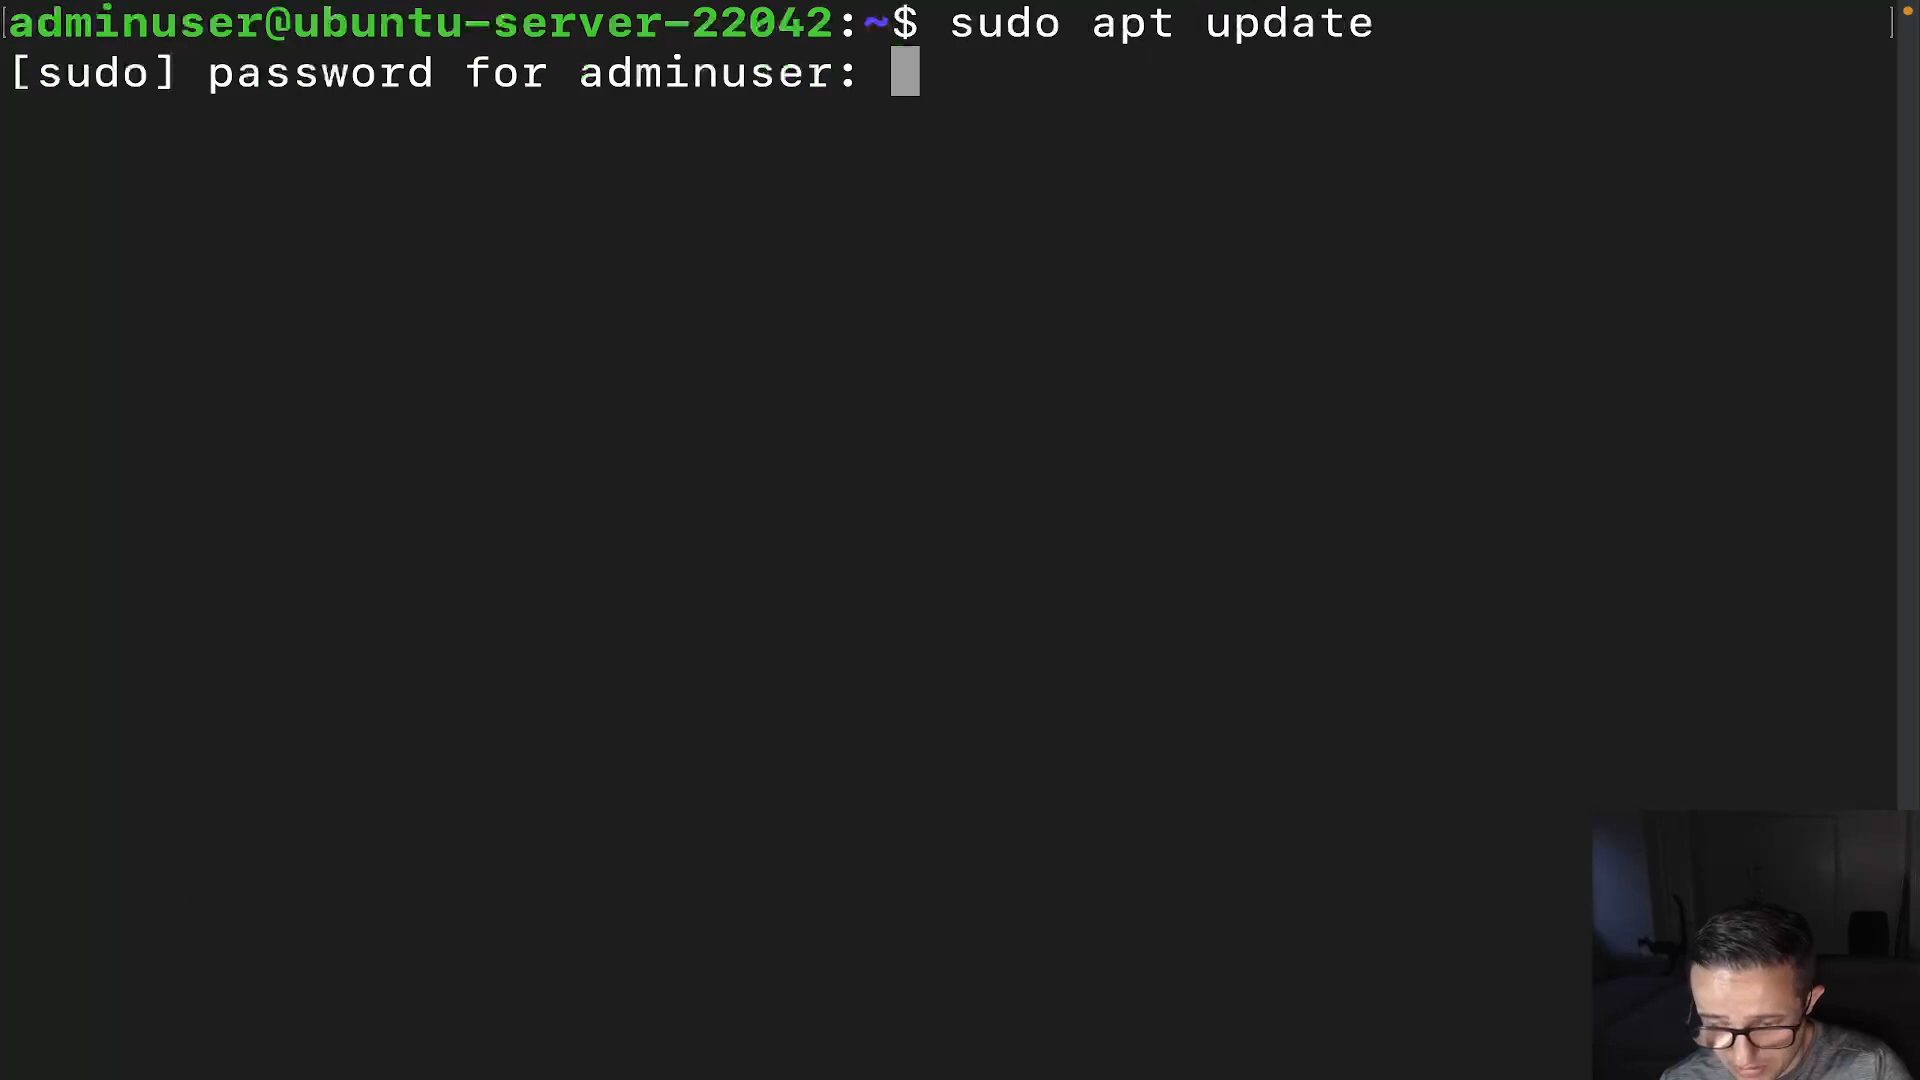 [adminuser@ubuntu-server-22042:~$ sudo apt update ]
[sudo] password for adminuser: